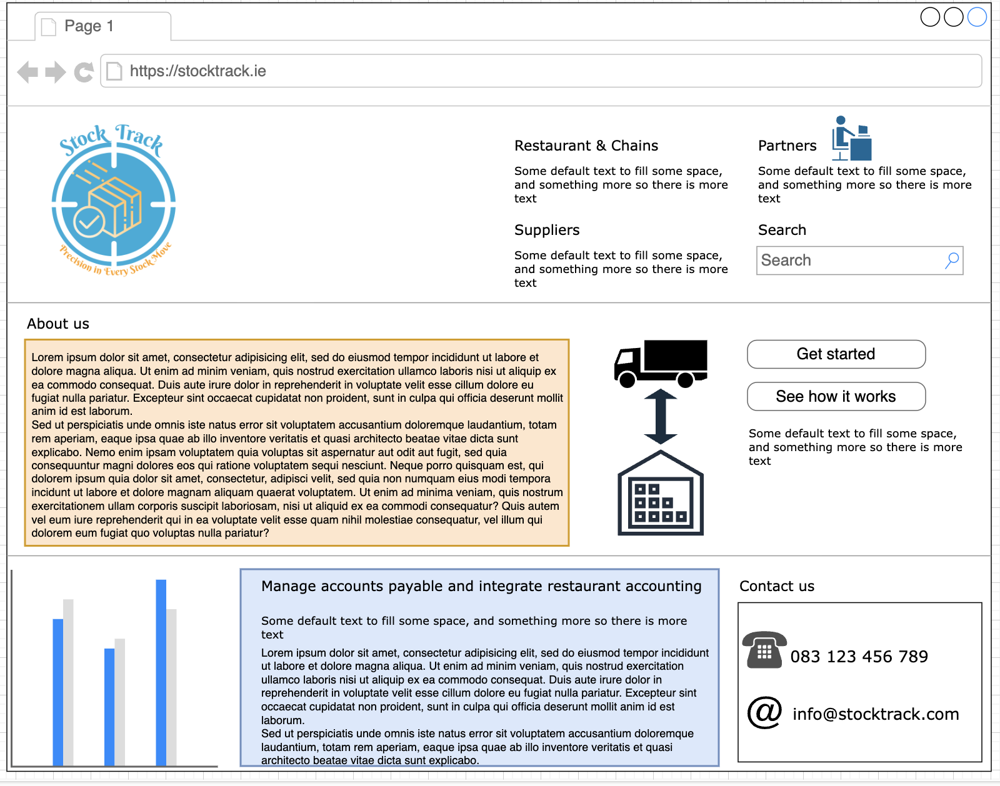 Page 1
https://stocktrack.ie
Stock Track
Precision in Every Stock Move
Restaurant & Chains
Some default text to fill some space,
and something more so there is more
text
Partners
Some default text to fill some space,
and something more so there is more
text
Suppliers
Some default text to fill some space,
and something more so there is more
text
Search
Search
About us
Lorem ipsum dolor sit amet, consectetur adipisicing elit, sed do eiusmod tempor incididunt ut labore et
dolore magna aliqua. Ut enim ad minim veniam, quis nostrud exercitation ullamco laboris nisi ut aliquip ex
ea commodo consequat. Duis aute irure dolor in reprehenderit in voluptate velit esse cillum dolore eu
fugiat nulla pariatur. Excepteur sint occaecat cupidatat non proident, sunt in culpa qui officia deserunt mollit
anim id est laborum.
Sed ut perspiciatis unde omnis iste natus error sit voluptatem accusantium doloremque laudantium, totam
rem aperiam, eaque ipsa quae ab illo inventore veritatis et quasi architecto beatae vitae dicta sunt
explicabo. Nemo enim ipsam voluptatem quia voluptas sit aspernatur aut odit aut fugit, sed quia
consequuntur magni dolores eos qui ratione voluptatem sequi nesciunt. Neque porro quisquam est, qui
dolorem ipsum quia dolor sit amet, consectetur, adipisci velit, sed quia non numquam eius modi tempora
incidunt ut labore et dolore magnam aliquam quaerat voluptatem. Ut enim ad minima veniam, quis nostrum
exercitationem ullam corporis suscipit laboriosam, nisi ut aliquid ex ea commodi consequatur? Quis autem
vel eum iure reprehenderit qui in ea voluptate velit esse quam nihil molestiae consequatur, vel illum qui
dolorem eum fugiat quo voluptas nulla pariatur?
Get started
See how it works
Some default text to fill some space,
and something more so there is more
text
Manage accounts payable and integrate restaurant accounting
Some default text to fill some space, and something more so there is more
text
Lorem ipsum dolor sit amet, consectetur adipisicing elit, sed do eiusmod tempor incididunt
ut labore et dolore magna aliqua. Ut enim ad minim veniam, quis nostrud exercitation
ullamco laboris nisi ut aliquip ex ea commodo consequat. Duis aute irure dolor in
reprehenderit in voluptate velit esse cillum dolore eu fugiat nulla pariatur. Excepteur sint
occaecat cupidatat non proident, sunt in culpa qui officia deserunt mollit anim id est
laborum.
Sed ut perspiciatis unde omnis iste natus error sit voluptatem accusantium doloremque
laudantium, totam rem aperiam, eaque ipsa quae ab illo inventore veritatis et quasi
architecto beatae vitae dicta sunt explicabo.
Contact us
083 123 456 789
@ info@stocktrack.com